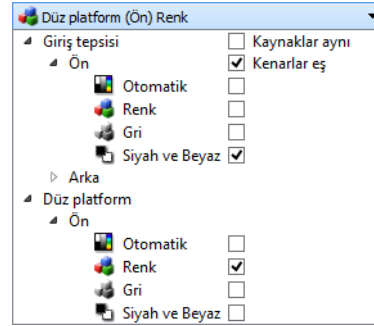 Düz platform (Ön) Renk
Giriş tepsisi Kaynaklar aynı
Ön Kenarlar eş
Otomatik
Renk
Gri
Siyah ve Beyaz
Arka
Düz platform
Ön
Otomatik
Renk
Gri
Siyah ve Beyaz